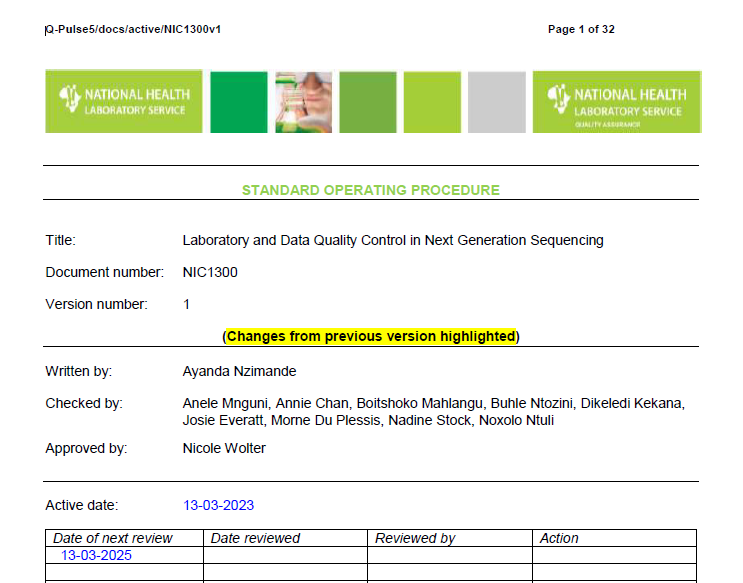 Q-Pulse5/docs/active/NIC1300v1 Page 1 of 32
NATIONAL HEALTH
LABORATORY SERVICE
NATIONAL HEALTH
LABORATORY SERVICE
QUALITY ASSURANCE
STANDARD OPERATING PROCEDURE
Title: Laboratory and Data Quality Control in Next Generation Sequencing
Document number: NIC1300
Version number: 1
(Changes from previous version highlighted)
Written by: Ayanda Nzimande
Checked by: Anele Mnguni, Annie Chan, Boitshoko Mahlangu, Buhle Ntozini, Dikeledi Kekana,
Josie Everatt, Morne Du Plessis, Nadine Stock, Noxolo Ntuli
Approved by: Nicole Wolter
Active date: 13-03-2023
Date of next review Date reviewed Reviewed by Action
13-03-2025